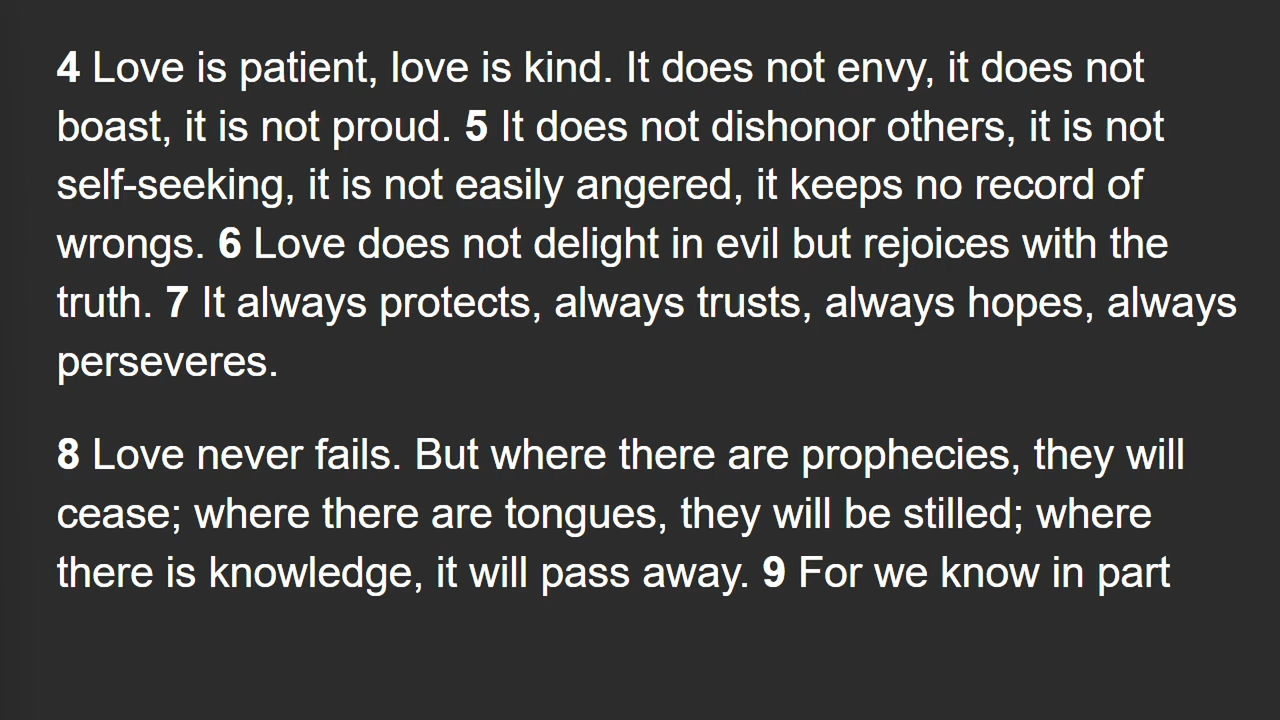 4 Love is patient, love is kind. It does not envy, it does not
boast, it is not proud. 5 It does not dishonor others, it is not
self-seeking, it is not easily angered, it keeps no record of
wrongs. 6 Love does not delight in evil but rejoices with the
truth. 7 It always protects, always trusts, always hopes, always
perseveres.
8 Love never fails. But where there are prophecies, they will
cease; where there are tongues, they will be stilled; where
there is knowledge, it will pass away. 9 For we know in part